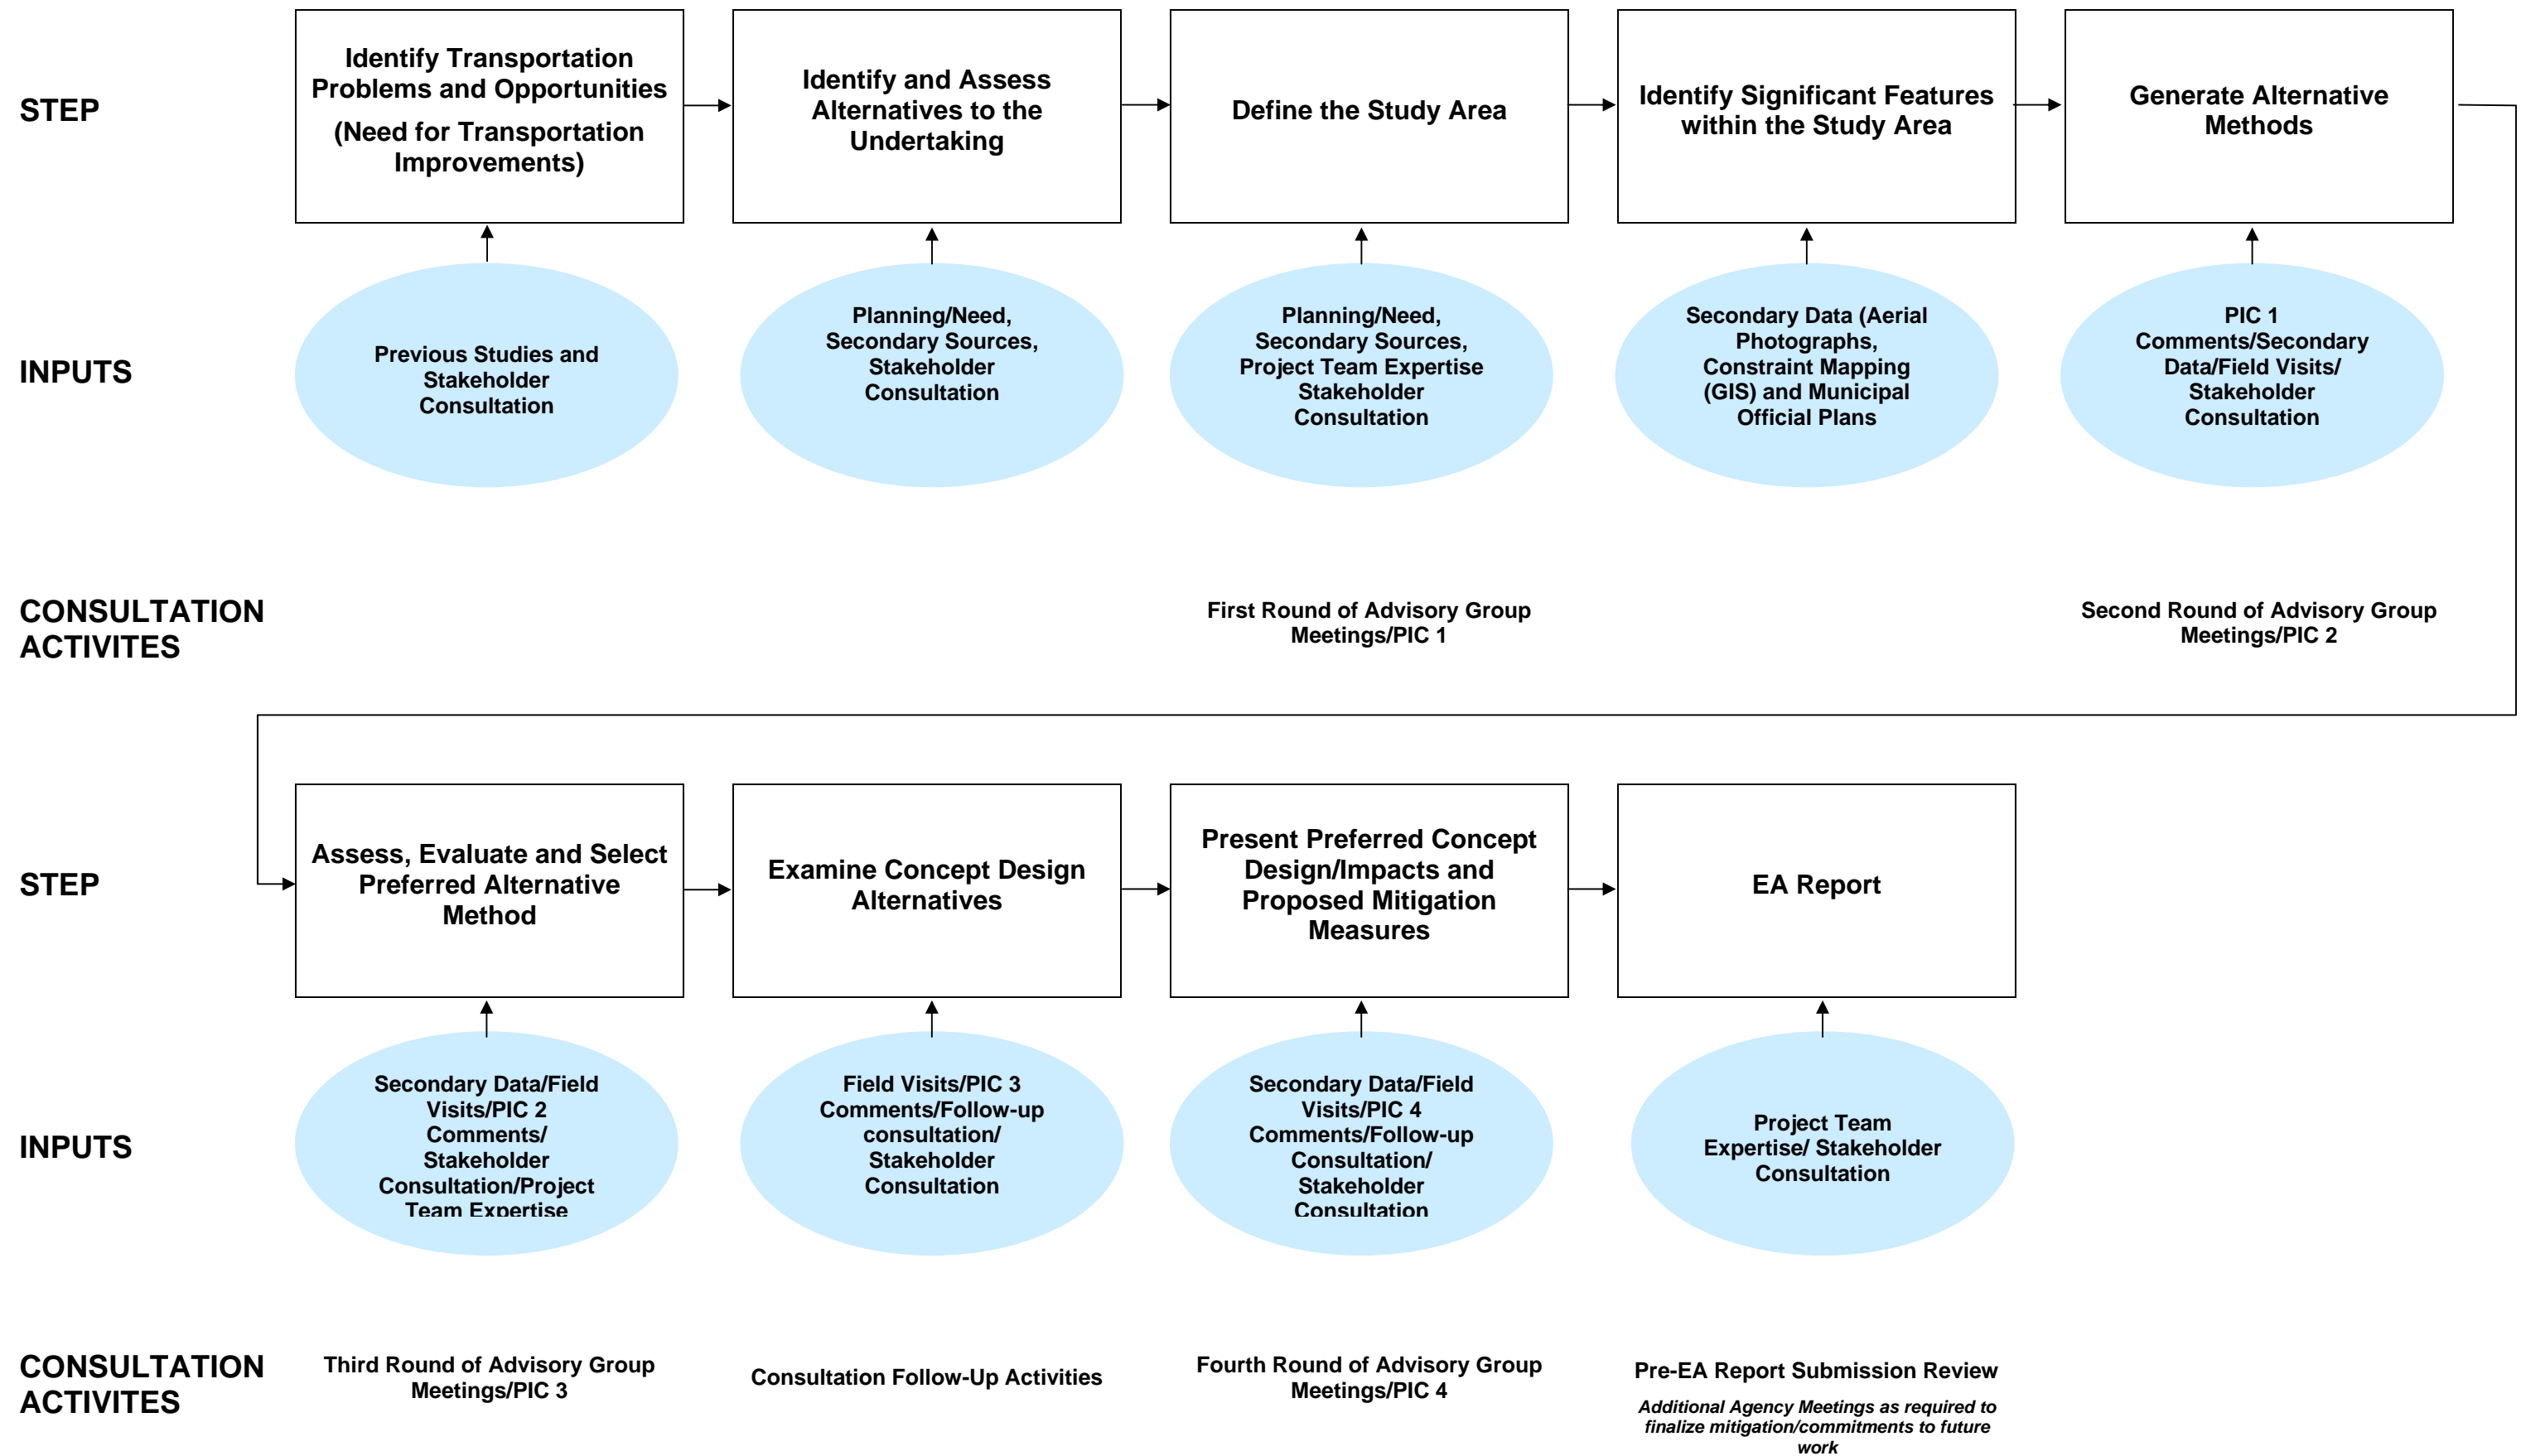 STEP
Identify Transportation
Problems and Opportunities
(Need for Transportation
Improvements)
Identify and Assess
Alternatives to the
Undertaking
Define the Study Area
Identify Significant Features
within the Study Area
Generate Alternative
Methods
INPUTS
Previous Studies and
Stakeholder
Consultation
Planning/Need,
Secondary Sources,
Stakeholder
Consultation
Planning/Need,
Secondary Sources,
Project Team Expertise
Stakeholder
Consultation
Secondary Data (Aerial
Photographs,
Constraint Mapping
(GIS) and Municipal
Official Plans
PIC 1
Comments/Secondary
Data/Field Visits/
Stakeholder
Consultation
CONSULTATION
ACTIVITES
First Round of Advisory Group
Meetings/PIC 1
Second Round of Advisory Group
Meetings/PIC 2
STEP
Assess, Evaluate and Select
Preferred Alternative
Method
Examine Concept Design
Alternatives
Present Preferred Concept
Design/Impacts and
Proposed Mitigation
Measures
EA Report
INPUTS
Secondary Data/Field
Visits/PIC 2
Comments/
Stakeholder
Consultation/Project
Team Expertise
Field Visits/PIC 3
Comments/Follow-up
consultation/
Stakeholder
Consultation
Secondary Data/Field
Visits/PIC 4
Comments/Follow-up
Consultation/
Stakeholder
Consultation
Project Team
Expertise/ Stakeholder
Consultation
CONSULTATION
ACTIVITES
Third Round of Advisory Group
Meetings/PIC 3
Consultation Follow-Up Activities
Fourth Round of Advisory Group
Meetings/PIC 4
Pre-EA Report Submission Review
Additional Agency Meetings as required to
finalize mitigation/commitments to future
work